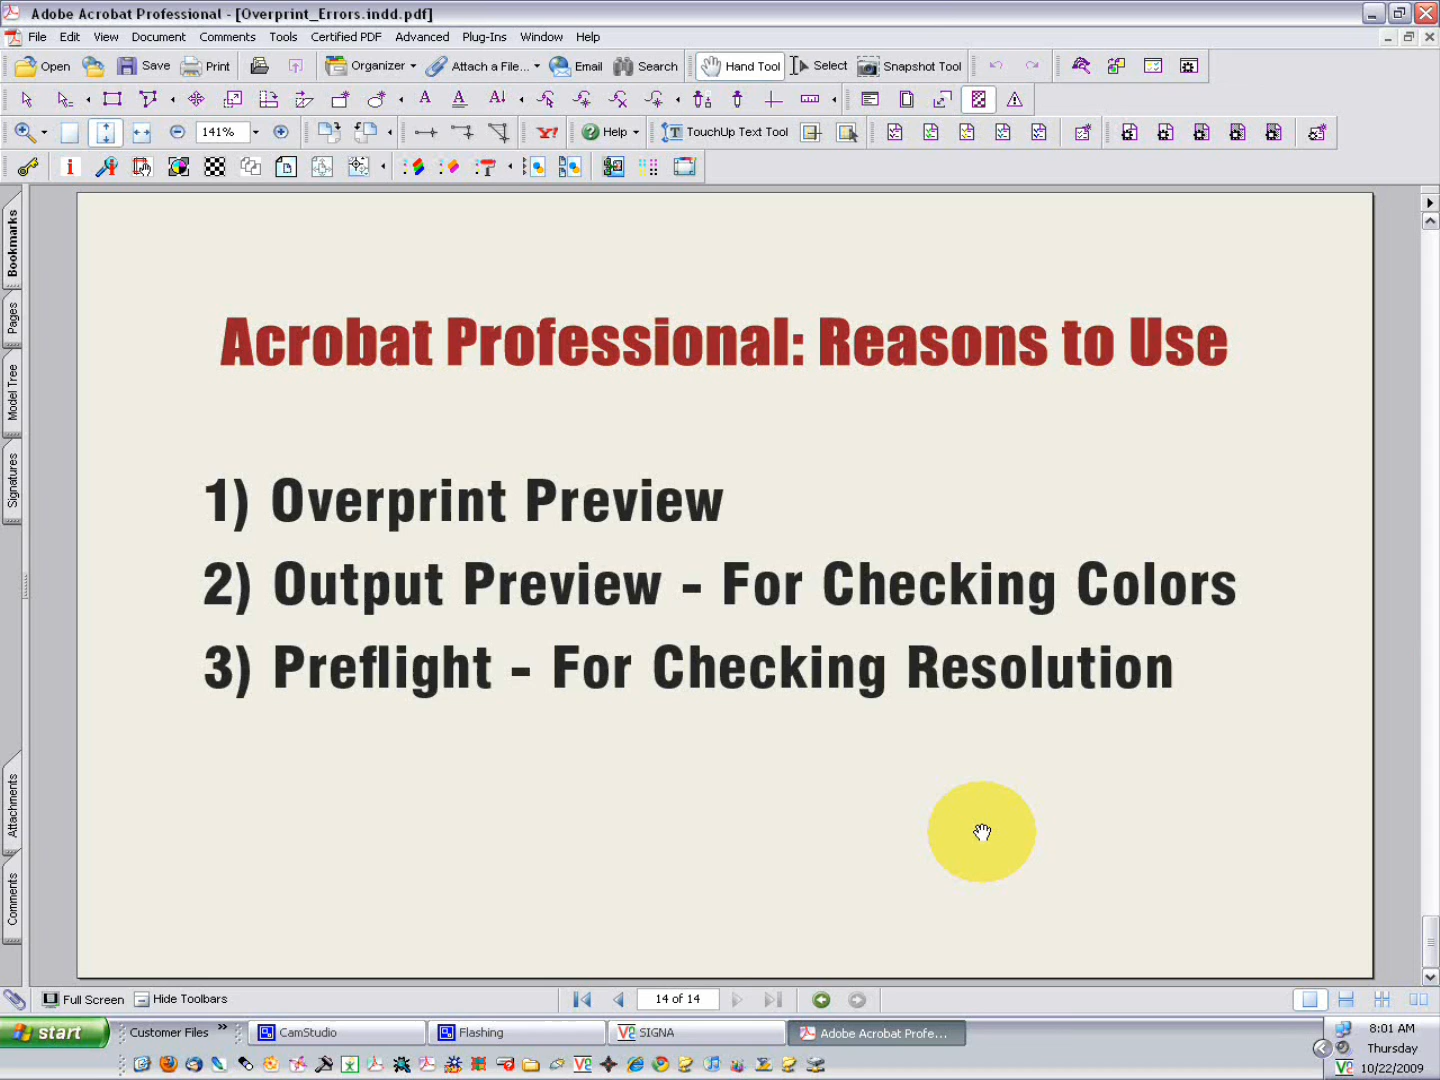 Adobe Acrobat Professional - [Overprint_Errors.indd.pdf]
File Edit View Document Comments Tools Certified PDF Advanced Plug-Ins Window Help
Open Save Print Organizer Attach a File... Email Search Hand Tool Select Snapshot Tool
141% Y! Help TouchUp Text Tool
Bookmarks
Pages
Model Tree
Signatures
Attachments
Comments
Acrobat Professional: Reasons to Use
1) Overprint Preview
2) Output Preview - For Checking Colors
3) Preflight - For Checking Resolution
Full Screen Hide Toolbars 14 of 14
start Customer Files » CamStudio Flashing SIGNA Adobe Acrobat Profe... 8:01 AM
Thursday
10/22/2009